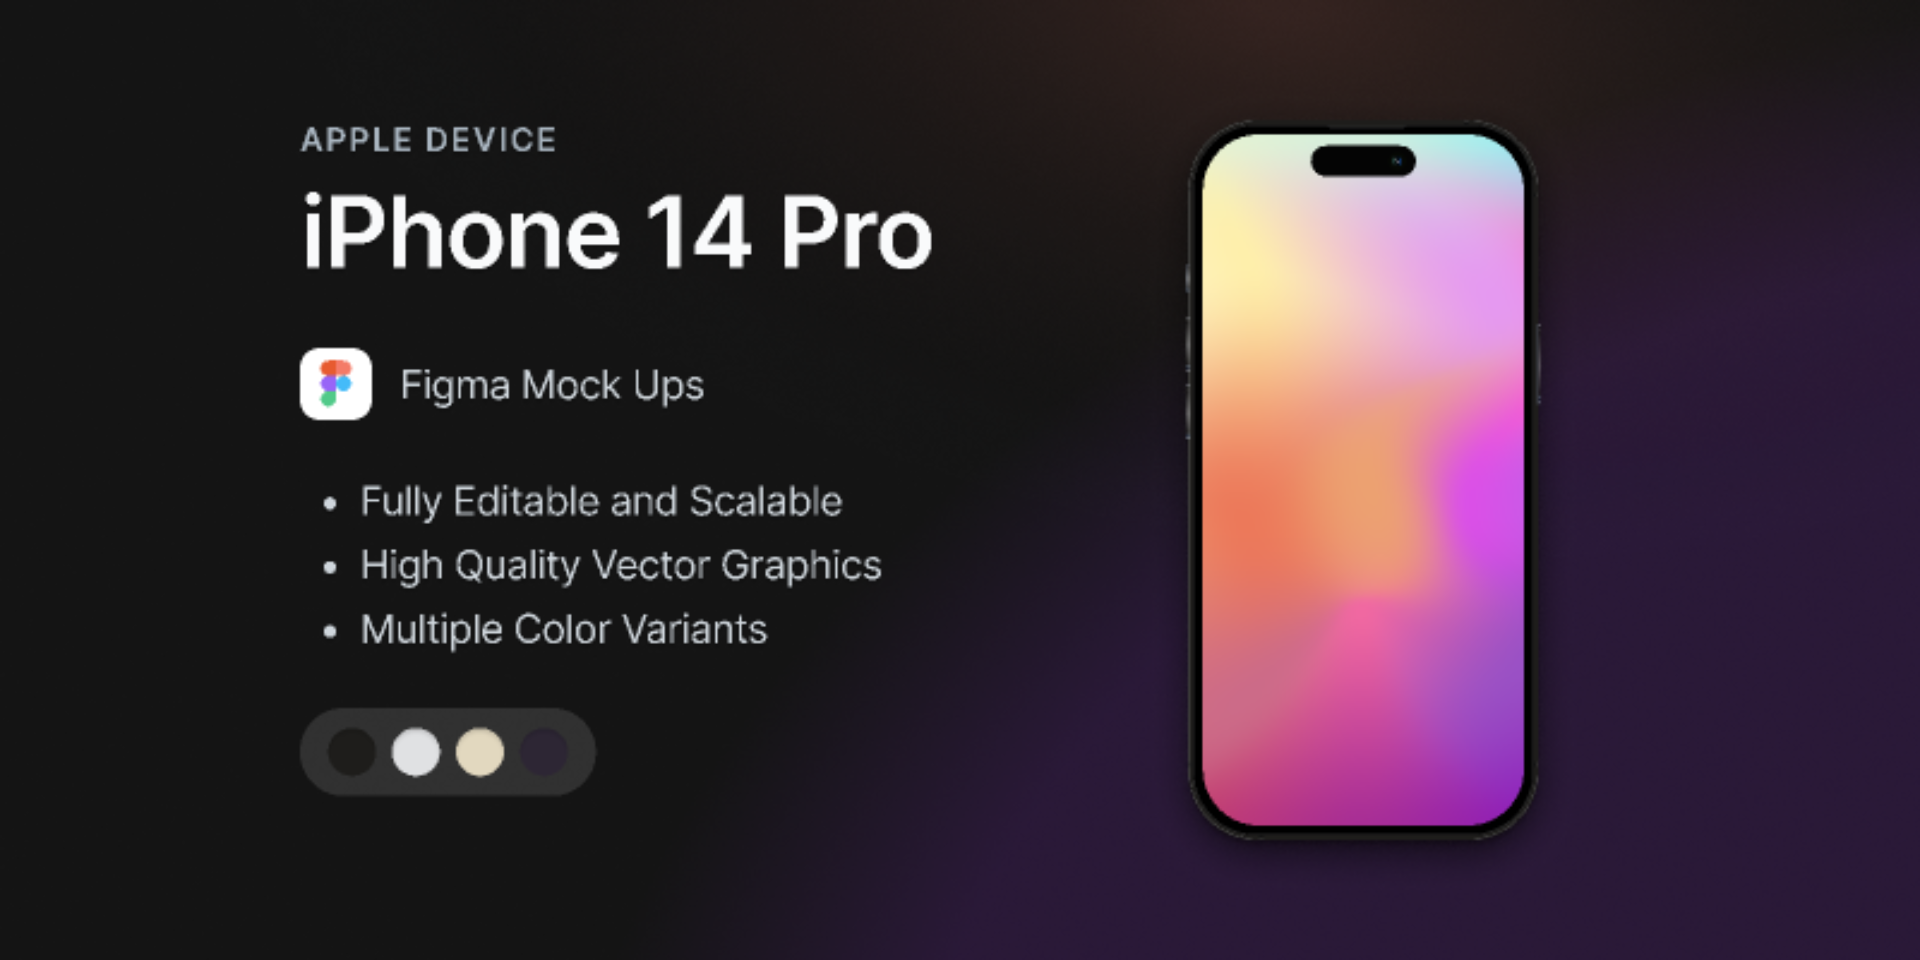 APPLE DEVICE
iPhone 14 Pro
Figma Mock Ups
• Fully Editable and Scalable
• High Quality Vector Graphics
• Multiple Color Variants